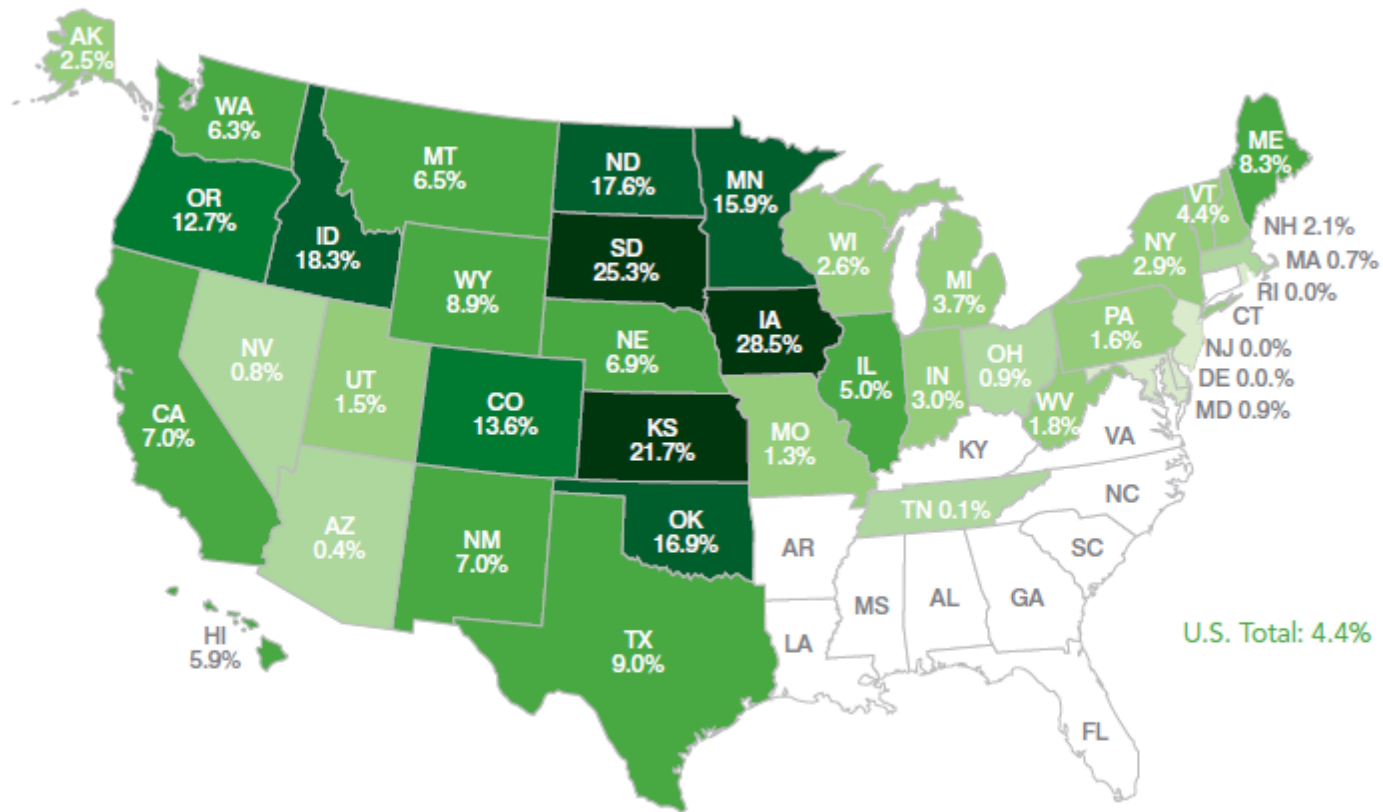 AK
2.5%
WA
6.3%
MT
6.5%
ND
17.6%
MN
15.9%
ME
8.3%
OR
12.7%
ID
18.3%
SD
25.3%
WI
2.6%
VT
4.4%
NH 2.1%
NY
2.9%
MA 0.7%
WY
8.9%
MI
3.7%
RI 0.0%
CT
IA
28.5%
PA
1.6%
NE
6.9%
NJ 0.0%
NV
0.8%
OH
0.9%
IL
5.0%
IN
3.0%
DE 0.0.%
UT
1.5%
CO
13.6%
MD 0.9%
CA
7.0%
WV
1.8%
KS
21.7%
MO
1.3%
VA
KY
NC
TN 0.1%
AZ
0.4%
NM
7.0%
OK
16.9%
AR
SC
MS
AL
GA
HI
5.9%
TX
9.0%
LA
U.S. Total: 4.4%
FL